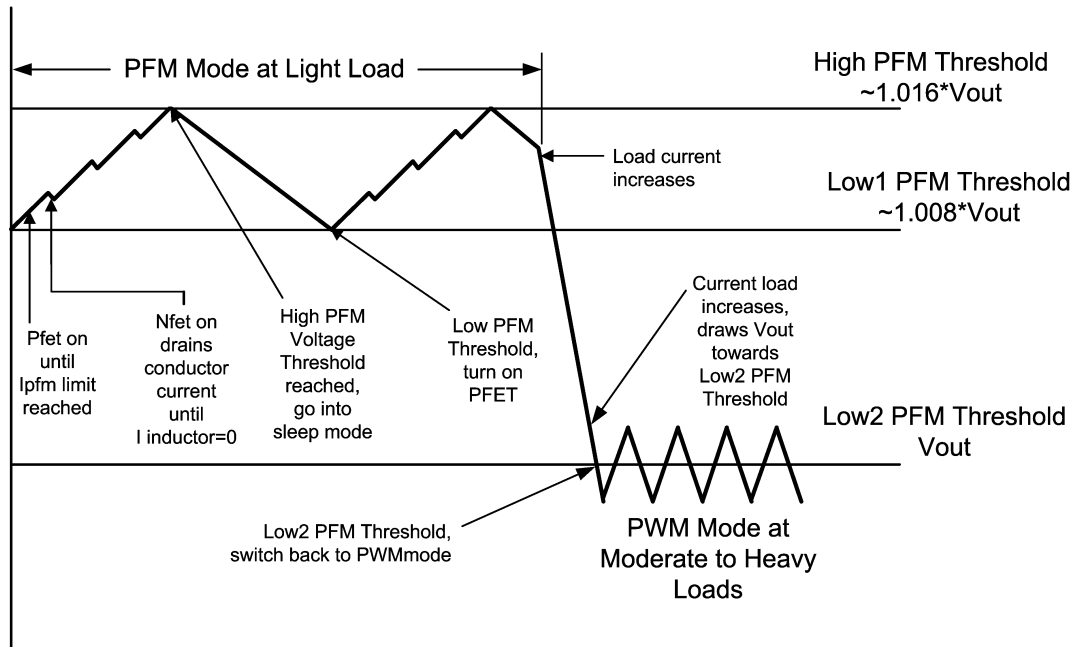 PFM Mode at Light Load
High PFM Threshold
~1.016*Vout
Load current
increases
Low1 PFM Threshold
~1.008*Vout
Pfet on
until
Ipfm limit
reached
Nfet on
drains
conductor
current
until
I inductor=0
High PFM
Voltage
Threshold
reached,
go into
sleep mode
Low PFM
Threshold,
turn on
PFET
Current load
increases,
draws Vout
towards
Low2 PFM
Threshold
Low2 PFM Threshold
Vout
Low2 PFM Threshold,
switch back to PWMmode
PWM Mode at
Moderate to Heavy
Loads